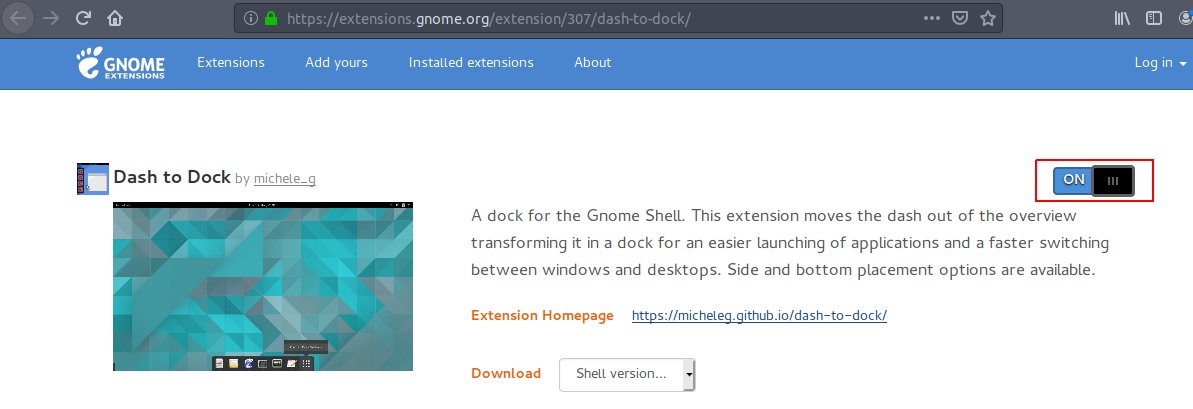 https://extensions.gnome.org/extension/307/dash-to-dock/
GNOME
EXTENSIONS
Extensions
Add yours
Installed extensions
About
Log in
Dash to Dock by michele_g
ON
A dock for the Gnome Shell. This extension moves the dash out of the overview
transforming it in a dock for an easier launching of applications and a faster switching
between windows and desktops. Side and bottom placement options are available.
Extension Homepage https://micheleg.github.io/dash-to-dock/
Download Shell version...